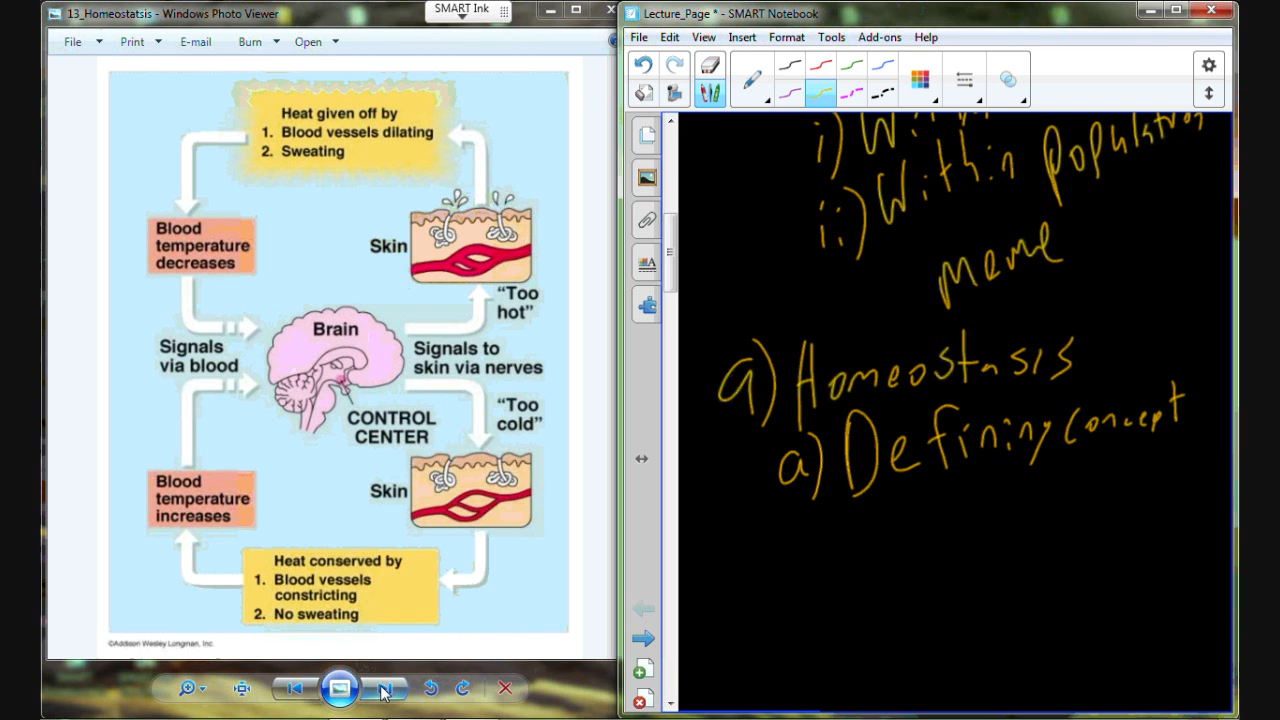 13_Homeostatsis - Windows Photo Viewer
SMART Ink
File Print E-mail Burn Open
Heat given off by
1. Blood vessels dilating
2. Sweating
Blood
temperature
decreases
Skin
"Too
hot"
Brain
Signals
via blood
Signals to
skin via nerves
CONTROL
CENTER
"Too
cold"
Skin
Blood
temperature
increases
Heat conserved by
1. Blood vessels
constricting
2. No sweating
©Addison Wesley Longman, Inc.
Lecture_Page * - SMART Notebook
File Edit View Insert Format Tools Add-ons Help
i)
ii) Within population
meme
9) Homeostasis
a) Defining concept